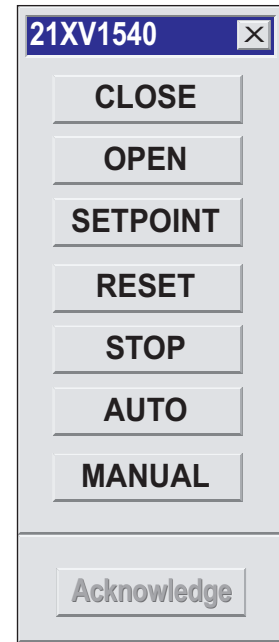 21XV1540
CLOSE
OPEN
SETPOINT
RESET
STOP
AUTO
MANUAL
Acknowledge